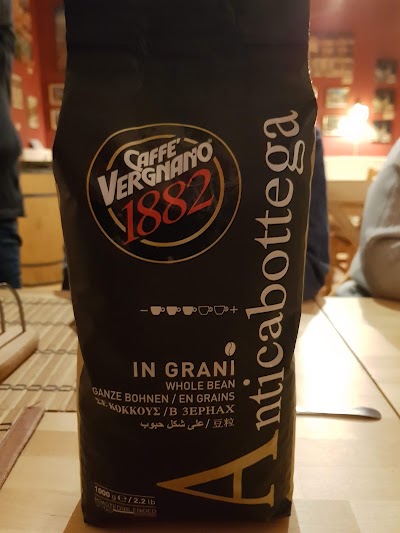 CAFFÈ
VERGNANO
1882
Anticabottega
- +
IN GRANI
WHOLE BEAN
GANZE BOHNEN / EN GRAINS
ΣΕ ΚΟΚΚΟΥΣ / В ЗЕРНАХ
على شكل حبوب / 豆粒
1000 g e / 2.2 lb